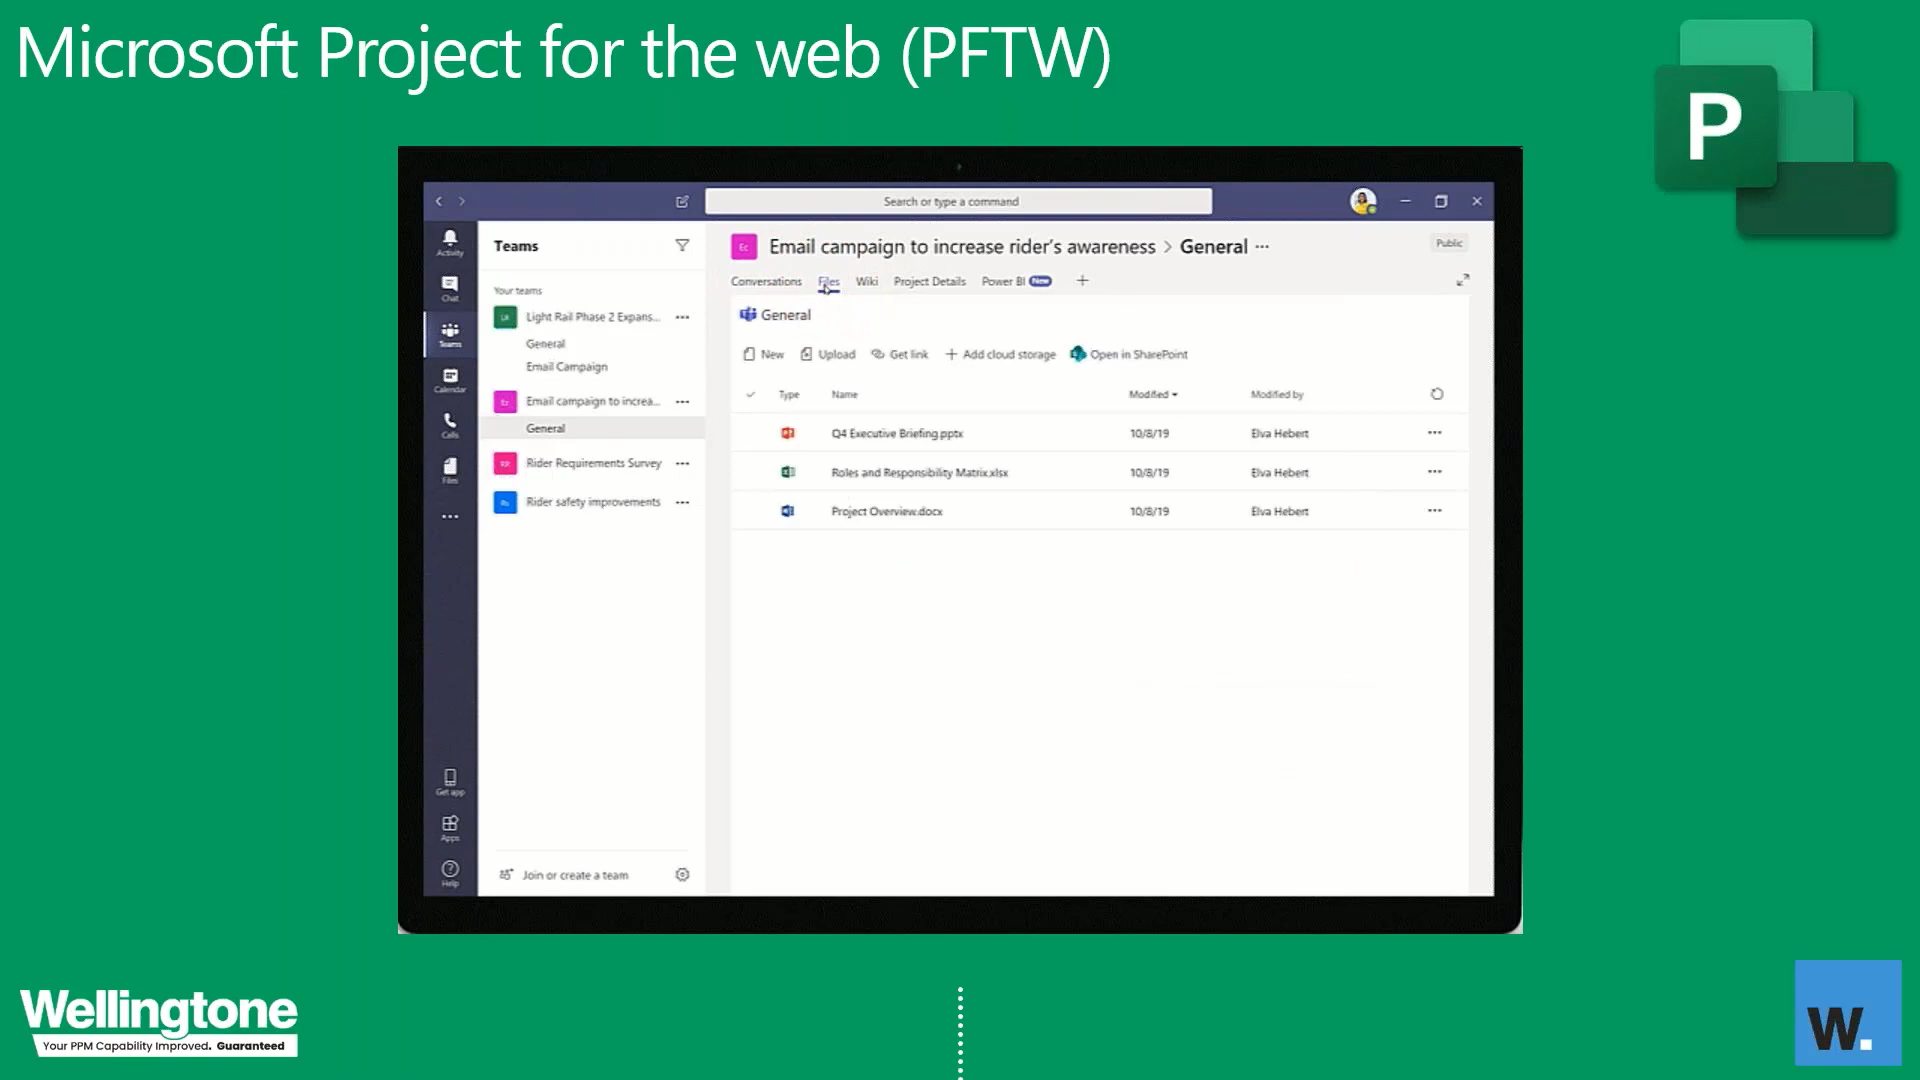 Microsoft Project for the web (PFTW)
P
Search or type a command
Activity
Chat
Teams
Calendar
Calls
Files
Get app
Apps
Help
Teams
Your teams
LR Light Rail Phase 2 Expans... ···
General
Email Campaign
Ec Email campaign to increa... ···
General
RR Rider Requirements Survey ···
Rs Rider safety improvements ···
Join or create a team
Ec Email campaign to increase rider's awareness > General ···
Public
Conversations Files Wiki Project Details Power BI New +
General
New Upload Get link + Add cloud storage Open in SharePoint
Type Name Modified Modified by
Q4 Executive Briefing.pptx 10/8/19 Elva Hebert ···
Roles and Responsibility Matrix.xlsx 10/8/19 Elva Hebert ···
Project Overview.docx 10/8/19 Elva Hebert ···
Wellingtone
Your PPM Capability Improved. Guaranteed
W.